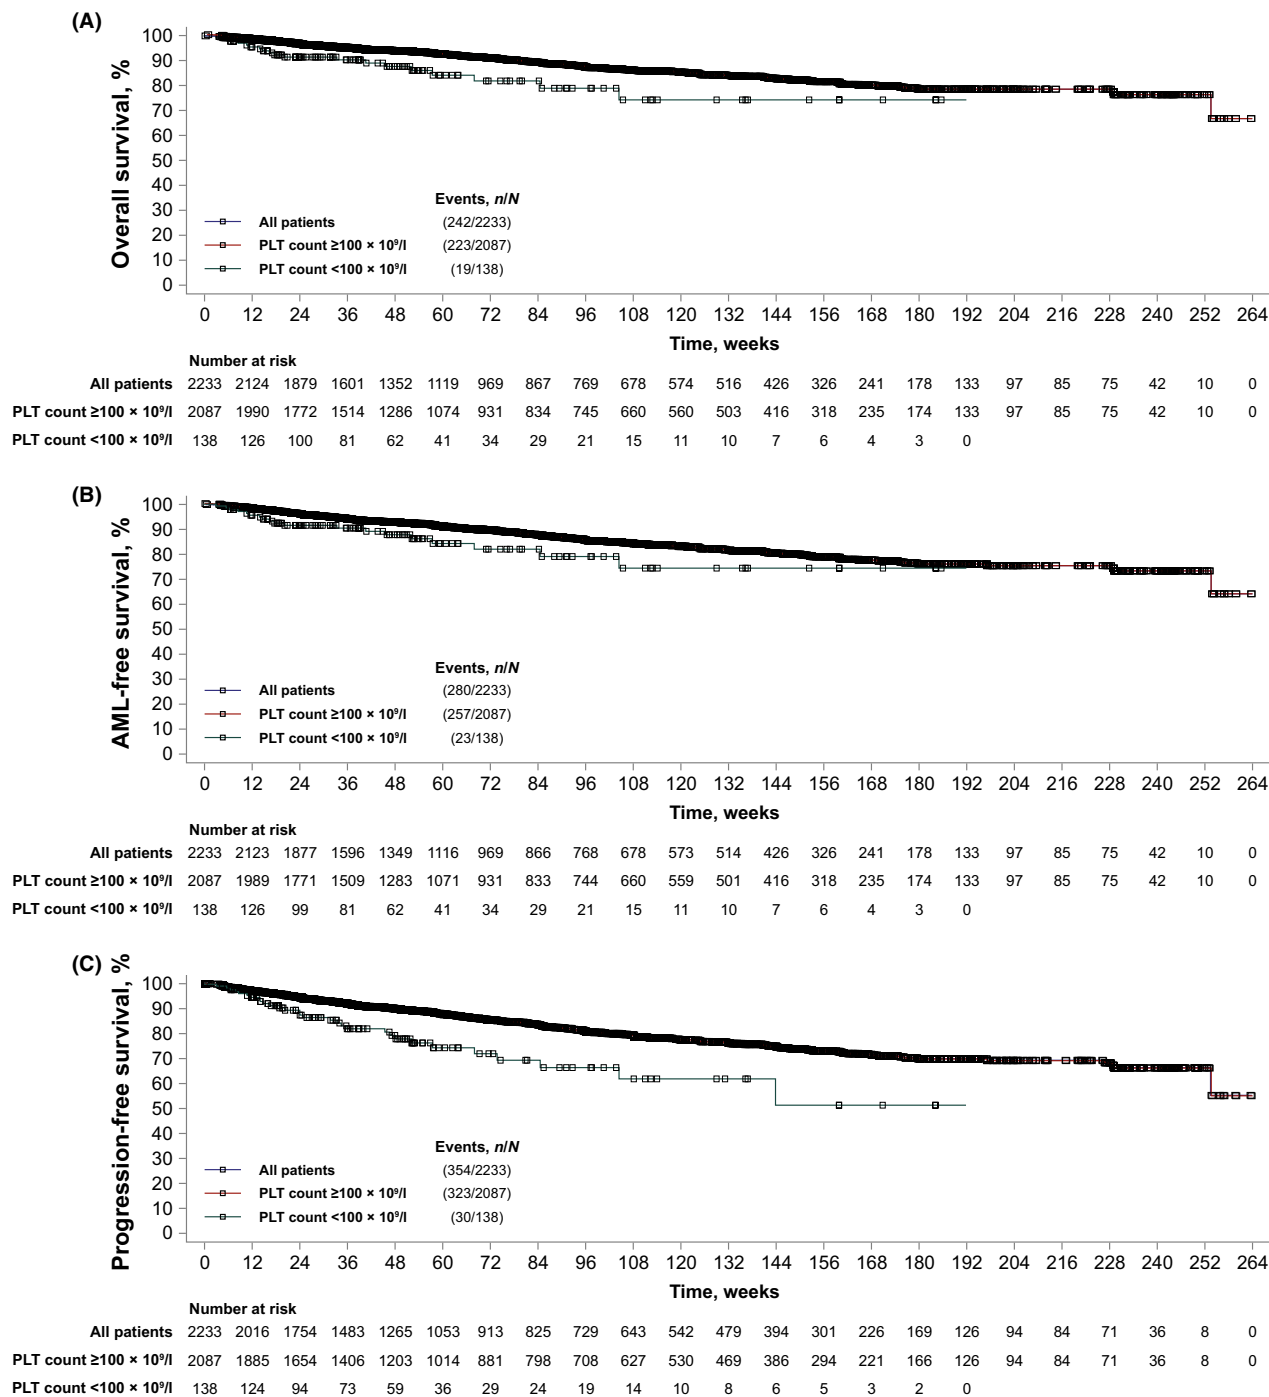 (A)
Overall survival, %
100
90
80
70
60
50
40
30
20
10
0
Events, n/N
All patients (242/2233)
PLT count ≥100 × 10⁹/l (223/2087)
PLT count <100 × 10⁹/l (19/138)
0 12 24 36 48 60 72 84 96 108 120 132 144 156 168 180 192 204 216 228 240 252 264
Time, weeks
Number at risk
All patients 2233 2124 1879 1601 1352 1119 969 867 769 678 574 516 426 326 241 178 133 97 85 75 42 10 0
PLT count ≥100 × 10⁹/l 2087 1990 1772 1514 1286 1074 931 834 745 660 560 503 416 318 235 174 133 97 85 75 42 10 0
PLT count <100 × 10⁹/l 138 126 100 81 62 41 34 29 21 15 11 10 7 6 4 3 0
(B)
AML-free survival, %
100
90
80
70
60
50
40
30
20
10
0
Events, n/N
All patients (280/2233)
PLT count ≥100 × 10⁹/l (257/2087)
PLT count <100 × 10⁹/l (23/138)
0 12 24 36 48 60 72 84 96 108 120 132 144 156 168 180 192 204 216 228 240 252 264
Time, weeks
Number at risk
All patients 2233 2123 1877 1596 1349 1116 969 866 768 678 573 514 426 326 241 178 133 97 85 75 42 10 0
PLT count ≥100 × 10⁹/l 2087 1989 1771 1509 1283 1071 931 833 744 660 559 501 416 318 235 174 133 97 85 75 42 10 0
PLT count <100 × 10⁹/l 138 126 99 81 62 41 34 29 21 15 11 10 7 6 4 3 0
(C)
Progression-free survival, %
100
90
80
70
60
50
40
30
20
10
0
Events, n/N
All patients (354/2233)
PLT count ≥100 × 10⁹/l (323/2087)
PLT count <100 × 10⁹/l (30/138)
0 12 24 36 48 60 72 84 96 108 120 132 144 156 168 180 192 204 216 228 240 252 264
Time, weeks
Number at risk
All patients 2233 2016 1754 1483 1265 1053 913 825 729 643 542 479 394 301 226 169 126 94 84 71 36 8 0
PLT count ≥100 × 10⁹/l 2087 1885 1654 1406 1203 1014 881 798 708 627 530 469 386 294 221 166 126 94 84 71 36 8 0
PLT count <100 × 10⁹/l 138 124 94 73 59 36 29 24 19 14 10 8 6 5 3 2 0